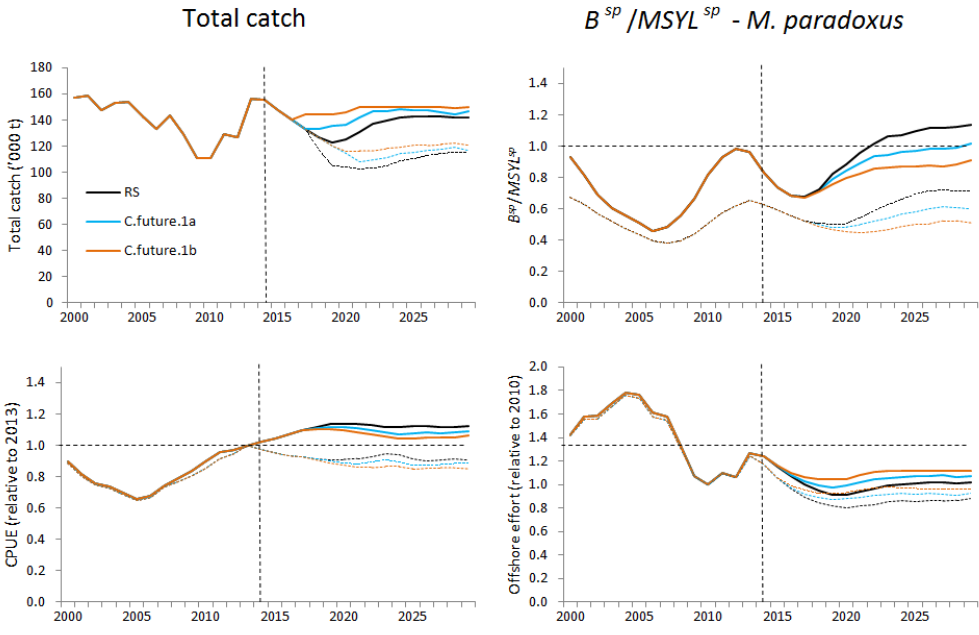 Total catch
B sp /MSYL sp - M. paradoxus
Total catch ('000 t)
180
160
140
120
100
80
60
40
20
0
RS
C.future.1a
C.future.1b
2000 2005 2010 2015 2020 2025
Bsp/MSYLsp
1.4
1.2
1.0
0.8
0.6
0.4
0.2
0.0
2000 2005 2010 2015 2020 2025
CPUE (relative to 2013)
1.4
1.2
1.0
0.8
0.6
0.4
0.2
0.0
2000 2005 2010 2015 2020 2025
Offshore effort (relative to 2010)
2.0
1.8
1.6
1.4
1.2
1.0
0.8
0.6
0.4
0.2
0.0
2000 2005 2010 2015 2020 2025